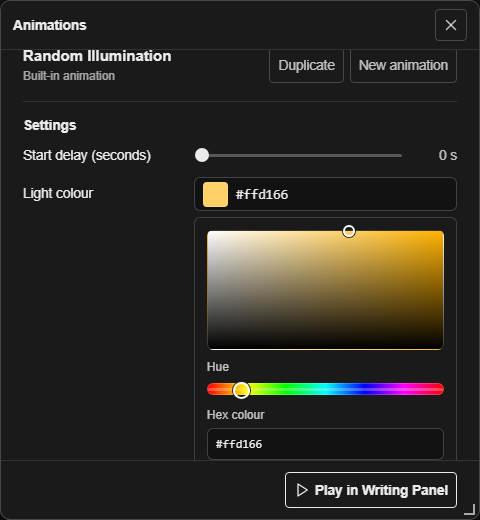 Animations
Random Illumination
Built-in animation
Duplicate
New animation
Settings
Start delay (seconds)
0 s
Light colour
#ffd166
Hue
Hex colour
#ffd166
Play in Writing Panel